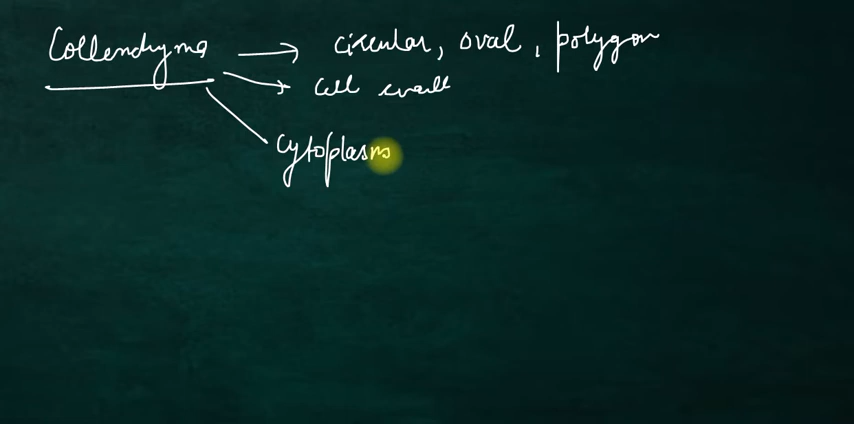 Collenchyma → circular, oval, polygon
→ cell wall
cytoplasm